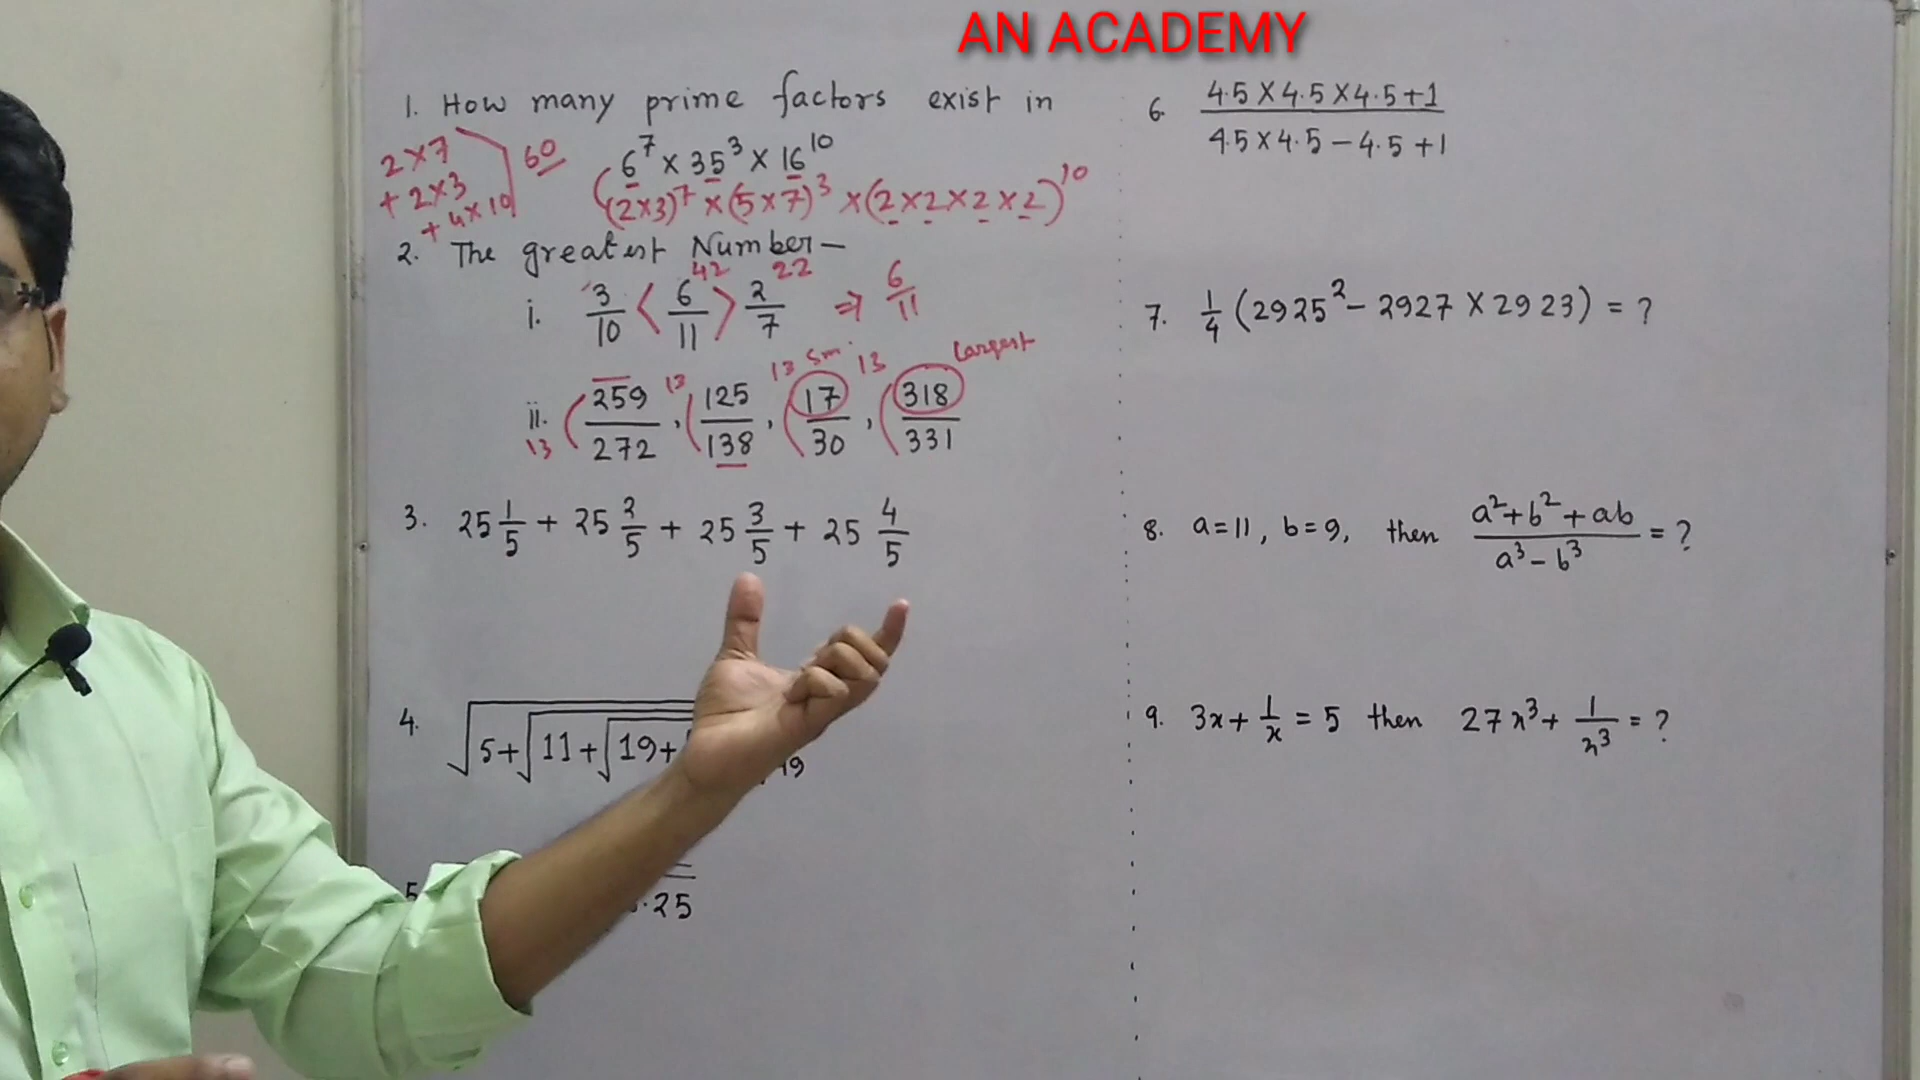 AN ACADEMY
1. How many prime factors exist in
6^7 × 35^3 × 16^10
(2×3)^7 × (5×7)^3 × (2×2×2×2)^10
2×7
+ 2×3
+ 4×10
60
2. The greatest Number—
42 22
i. 3/10 < 6/11 > 2/7 ⇒ 6/11
13 13 Sm. 13 Largest
ii. 259/272, 125/138, 17/30, 318/331
13
3. 25 1/5 + 25 2/5 + 25 3/5 + 25 4/5
4. √5+√11+√19+ 49
5
.25
6. 4.5×4.5×4.5+1 / 4.5×4.5−4.5+1
7. 1/4 (2925^2 − 2927 × 2923) = ?
8. a=11, b=9, then a^2+b^2+ab / a^3−b^3 = ?
9. 3x + 1/x = 5 then 27x^3 + 1/x^3 = ?